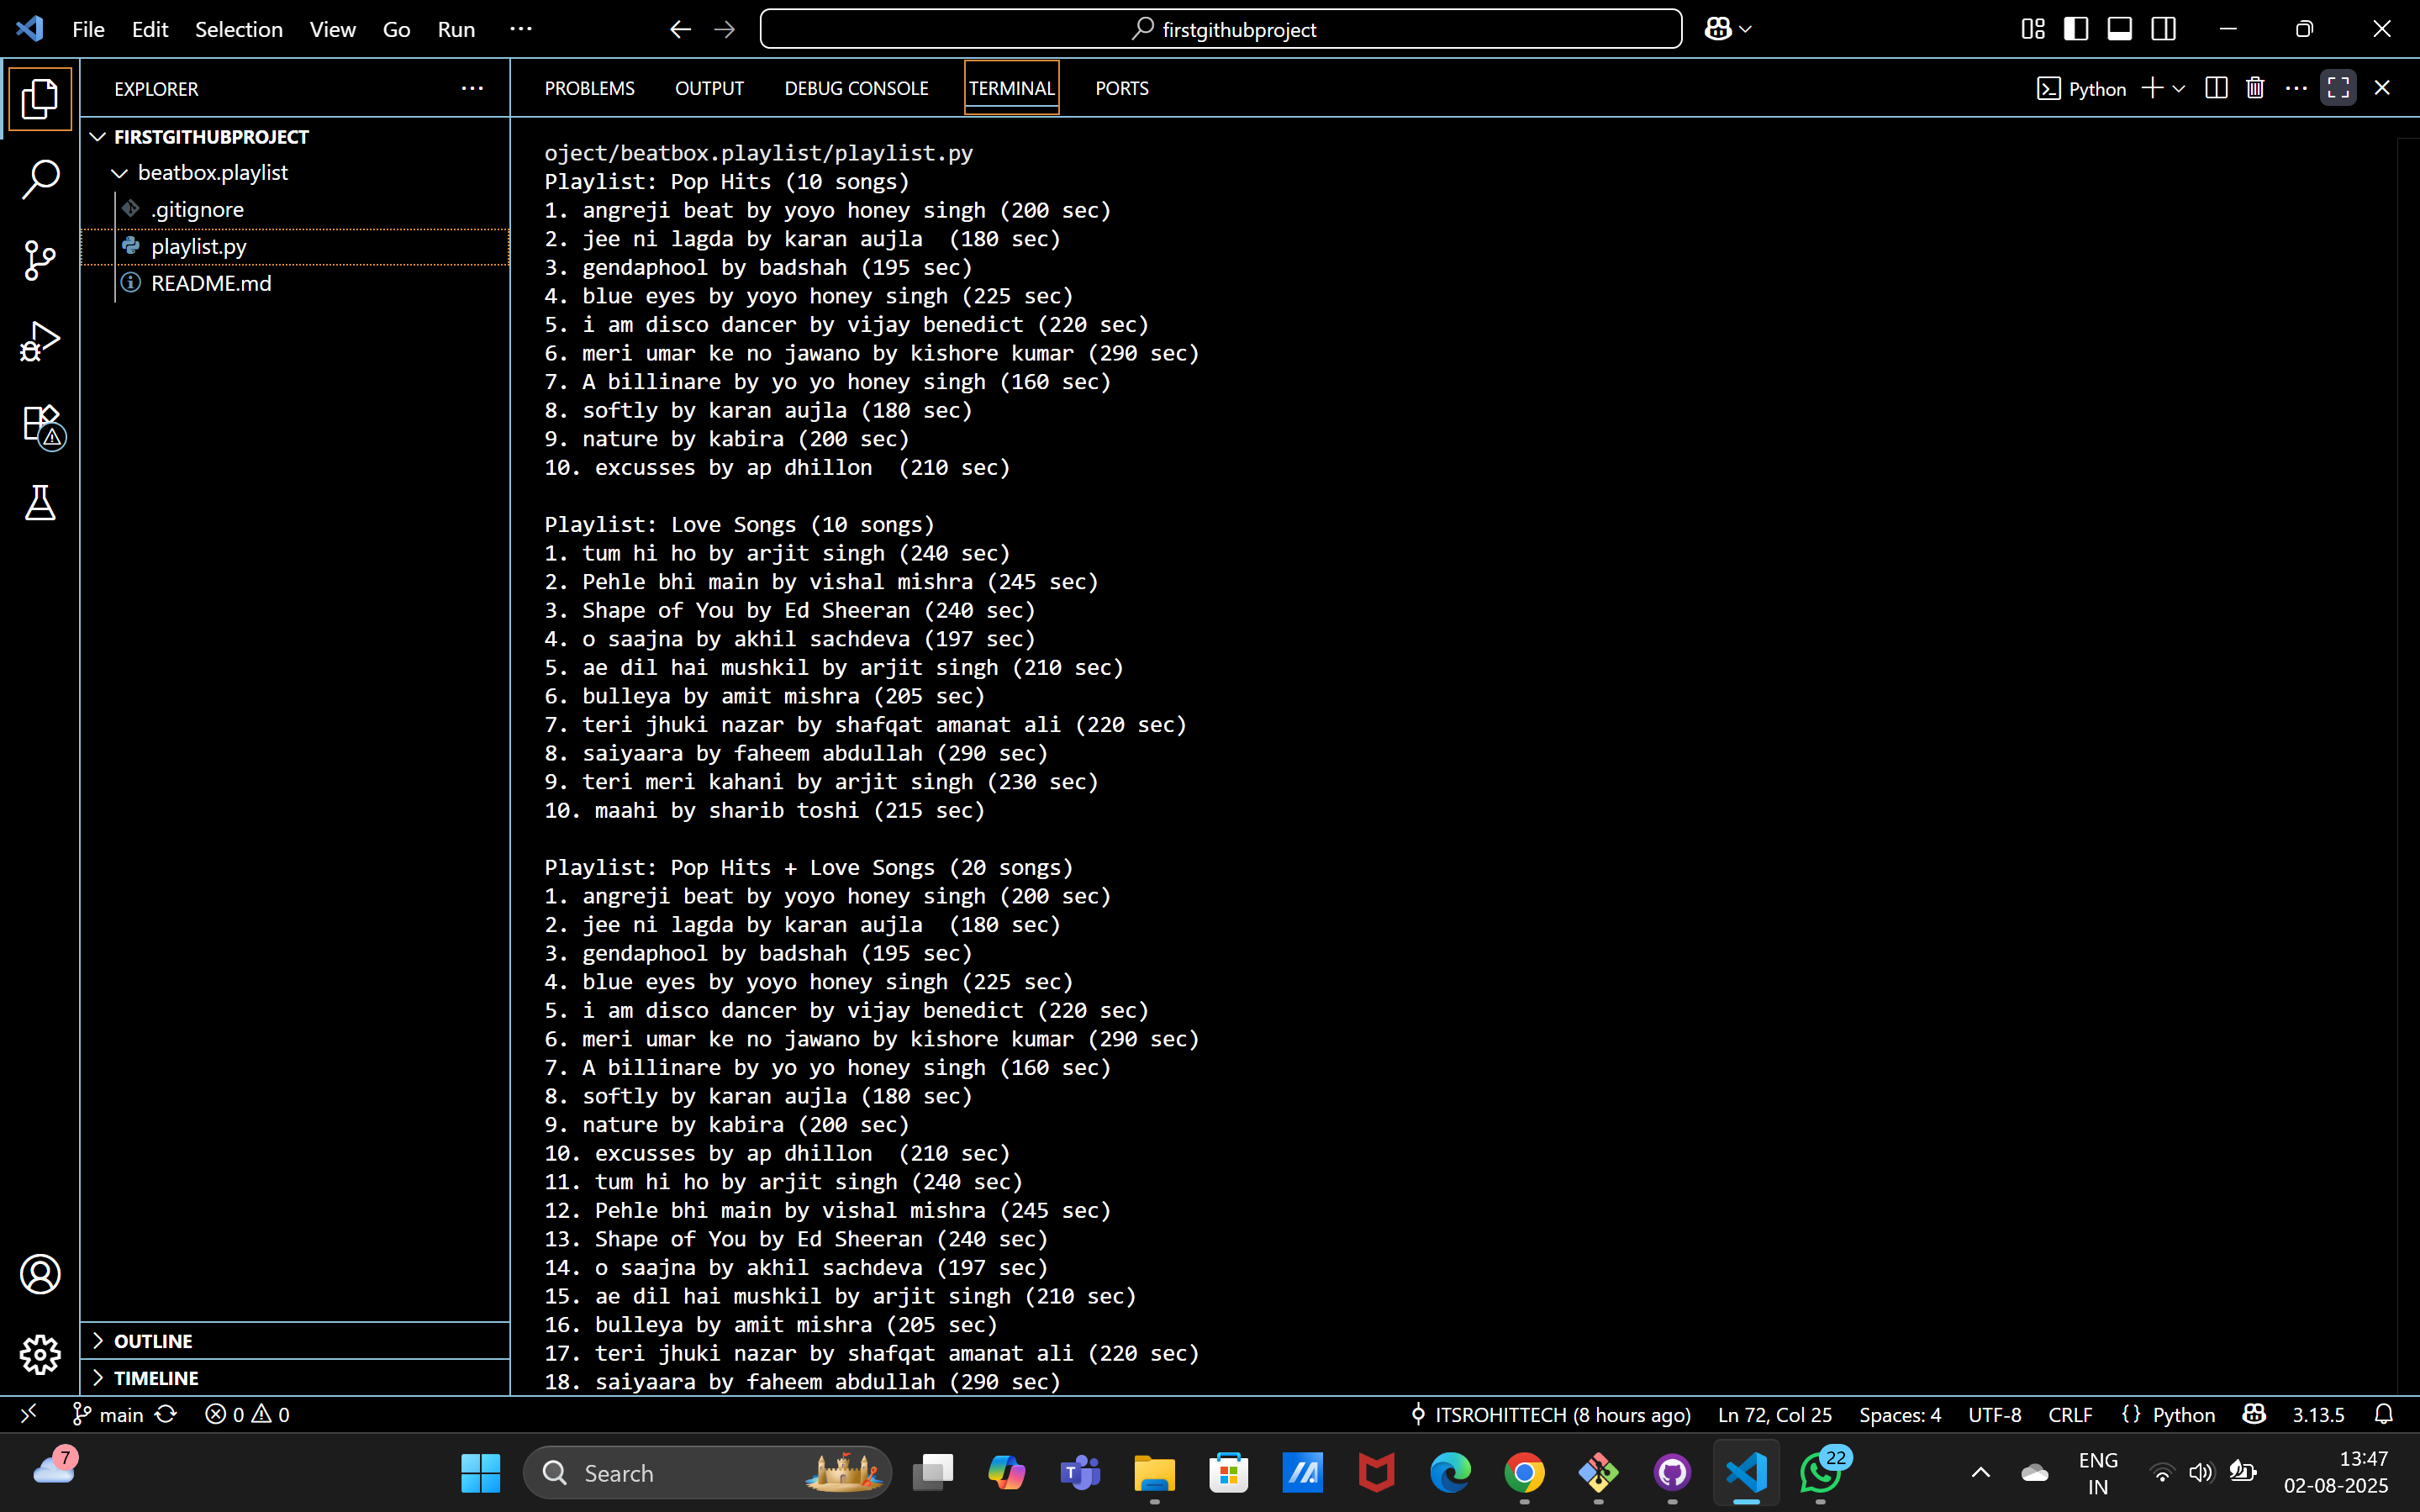 File Edit Selection View Go Run ···
firstgithubproject
EXPLORER ···
PROBLEMS OUTPUT DEBUG CONSOLE TERMINAL PORTS
Python ···
FIRSTGITHUBPROJECT
beatbox.playlist
.gitignore
playlist.py
README.md
oject/beatbox.playlist/playlist.py
Playlist: Pop Hits (10 songs)
1. angreji beat by yoyo honey singh (200 sec)
2. jee ni lagda by karan aujla  (180 sec)
3. gendaphool by badshah (195 sec)
4. blue eyes by yoyo honey singh (225 sec)
5. i am disco dancer by vijay benedict (220 sec)
6. meri umar ke no jawano by kishore kumar (290 sec)
7. A billinare by yo yo honey singh (160 sec)
8. softly by karan aujla (180 sec)
9. nature by kabira (200 sec)
10. excusses by ap dhillon  (210 sec)
Playlist: Love Songs (10 songs)
1. tum hi ho by arjit singh (240 sec)
2. Pehle bhi main by vishal mishra (245 sec)
3. Shape of You by Ed Sheeran (240 sec)
4. o saajna by akhil sachdeva (197 sec)
5. ae dil hai mushkil by arjit singh (210 sec)
6. bulleya by amit mishra (205 sec)
7. teri jhuki nazar by shafqat amanat ali (220 sec)
8. saiyaara by faheem abdullah (290 sec)
9. teri meri kahani by arjit singh (230 sec)
10. maahi by sharib toshi (215 sec)
Playlist: Pop Hits + Love Songs (20 songs)
1. angreji beat by yoyo honey singh (200 sec)
2. jee ni lagda by karan aujla  (180 sec)
3. gendaphool by badshah (195 sec)
4. blue eyes by yoyo honey singh (225 sec)
5. i am disco dancer by vijay benedict (220 sec)
6. meri umar ke no jawano by kishore kumar (290 sec)
7. A billinare by yo yo honey singh (160 sec)
8. softly by karan aujla (180 sec)
9. nature by kabira (200 sec)
10. excusses by ap dhillon  (210 sec)
11. tum hi ho by arjit singh (240 sec)
12. Pehle bhi main by vishal mishra (245 sec)
13. Shape of You by Ed Sheeran (240 sec)
14. o saajna by akhil sachdeva (197 sec)
15. ae dil hai mushkil by arjit singh (210 sec)
16. bulleya by amit mishra (205 sec)
17. teri jhuki nazar by shafqat amanat ali (220 sec)
18. saiyaara by faheem abdullah (290 sec)
OUTLINE
TIMELINE
main 0 0 ITSROHITTECH (8 hours ago) Ln 72, Col 25 Spaces: 4 UTF-8 CRLF {} Python 3.13.5
7 Search 22 ENG 13:47
IN 02-08-2025